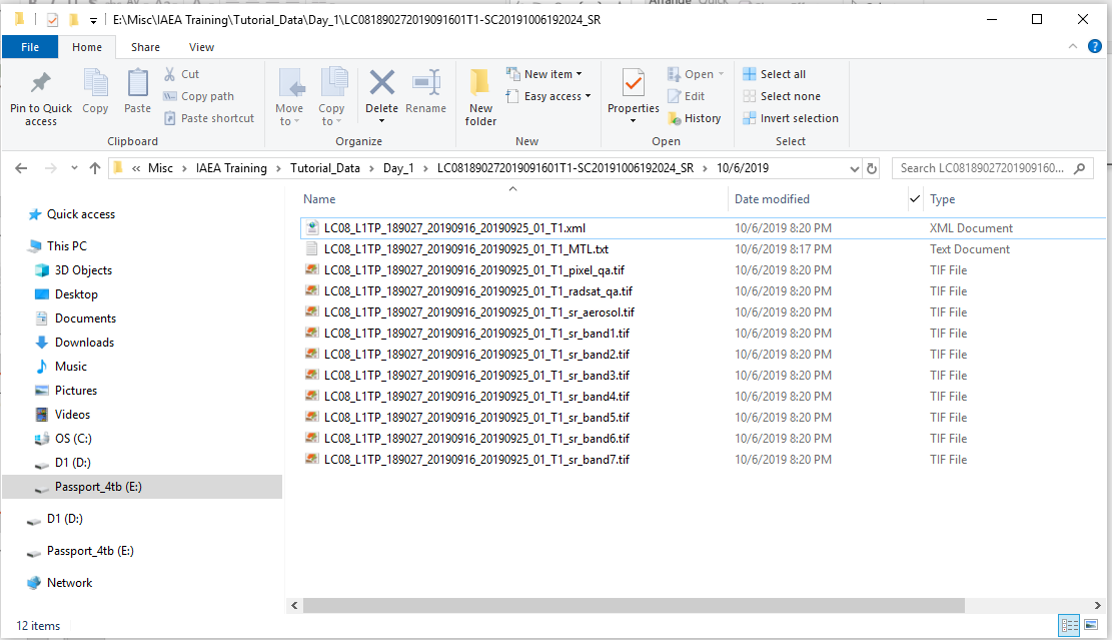 E:\Misc\IAEA Training\Tutorial_Data\Day_1\LC081890272019091601T1-SC20191006192024_SR
File Home Share View
Pin to Quick access
Copy
Paste
Cut
Copy path
Paste shortcut
Clipboard
Move to
Copy to
Delete
Rename
Organize
New folder
New item
Easy access
New
Properties
Open
Edit
History
Open
Select all
Select none
Invert selection
Select
« Misc > IAEA Training > Tutorial_Data > Day_1 > LC081890272019091601T1-SC20191006192024_SR > 10/6/2019
Search LC08189027201909160...
Quick access
This PC
3D Objects
Desktop
Documents
Downloads
Music
Pictures
Videos
OS (C:)
D1 (D:)
Passport_4tb (E:)
D1 (D:)
Passport_4tb (E:)
Network
Name Date modified Type
LC08_L1TP_189027_20190916_20190925_01_T1.xml 10/6/2019 8:20 PM XML Document
LC08_L1TP_189027_20190916_20190925_01_T1_MTL.txt 10/6/2019 8:17 PM Text Document
LC08_L1TP_189027_20190916_20190925_01_T1_pixel_qa.tif 10/6/2019 8:20 PM TIF File
LC08_L1TP_189027_20190916_20190925_01_T1_radsat_qa.tif 10/6/2019 8:20 PM TIF File
LC08_L1TP_189027_20190916_20190925_01_T1_sr_aerosol.tif 10/6/2019 8:20 PM TIF File
LC08_L1TP_189027_20190916_20190925_01_T1_sr_band1.tif 10/6/2019 8:20 PM TIF File
LC08_L1TP_189027_20190916_20190925_01_T1_sr_band2.tif 10/6/2019 8:20 PM TIF File
LC08_L1TP_189027_20190916_20190925_01_T1_sr_band3.tif 10/6/2019 8:20 PM TIF File
LC08_L1TP_189027_20190916_20190925_01_T1_sr_band4.tif 10/6/2019 8:20 PM TIF File
LC08_L1TP_189027_20190916_20190925_01_T1_sr_band5.tif 10/6/2019 8:20 PM TIF File
LC08_L1TP_189027_20190916_20190925_01_T1_sr_band6.tif 10/6/2019 8:20 PM TIF File
LC08_L1TP_189027_20190916_20190925_01_T1_sr_band7.tif 10/6/2019 8:20 PM TIF File
12 items